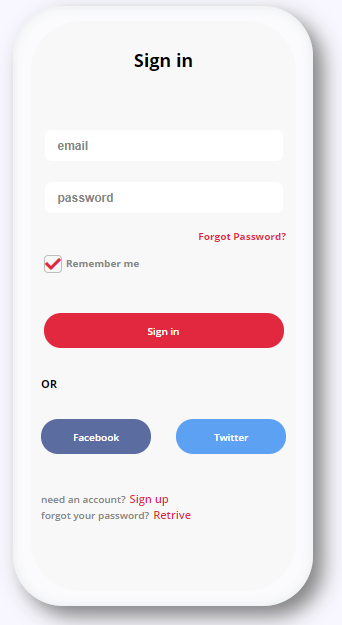 Sign in
email
password
Forgot Password?
Remember me
Sign in
OR
Facebook
Twitter
need an account? Sign up
forgot your password? Retrive